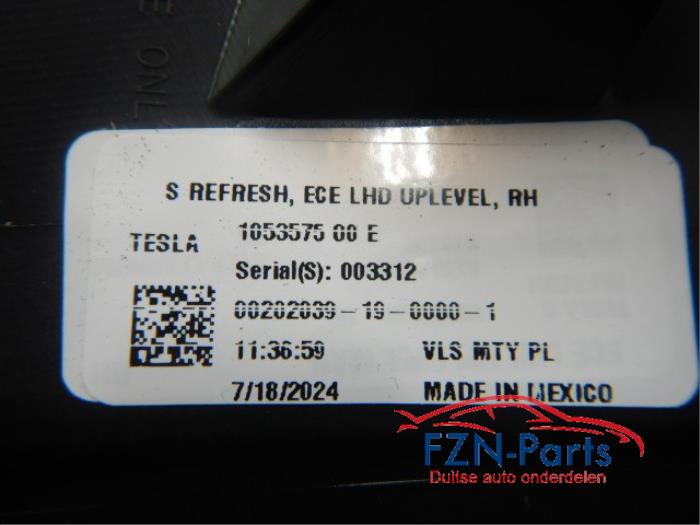 E ONL
S REFRESH, ECE LHD UPLEVEL, RH
TESLA
1053575 00 E
Serial(S): 003312
00202039-19-0000-1
11:36:59 VLS MTY PL
7/18/2024 MADE IN MEXICO
FZN-Parts
Duitse auto onderdelen